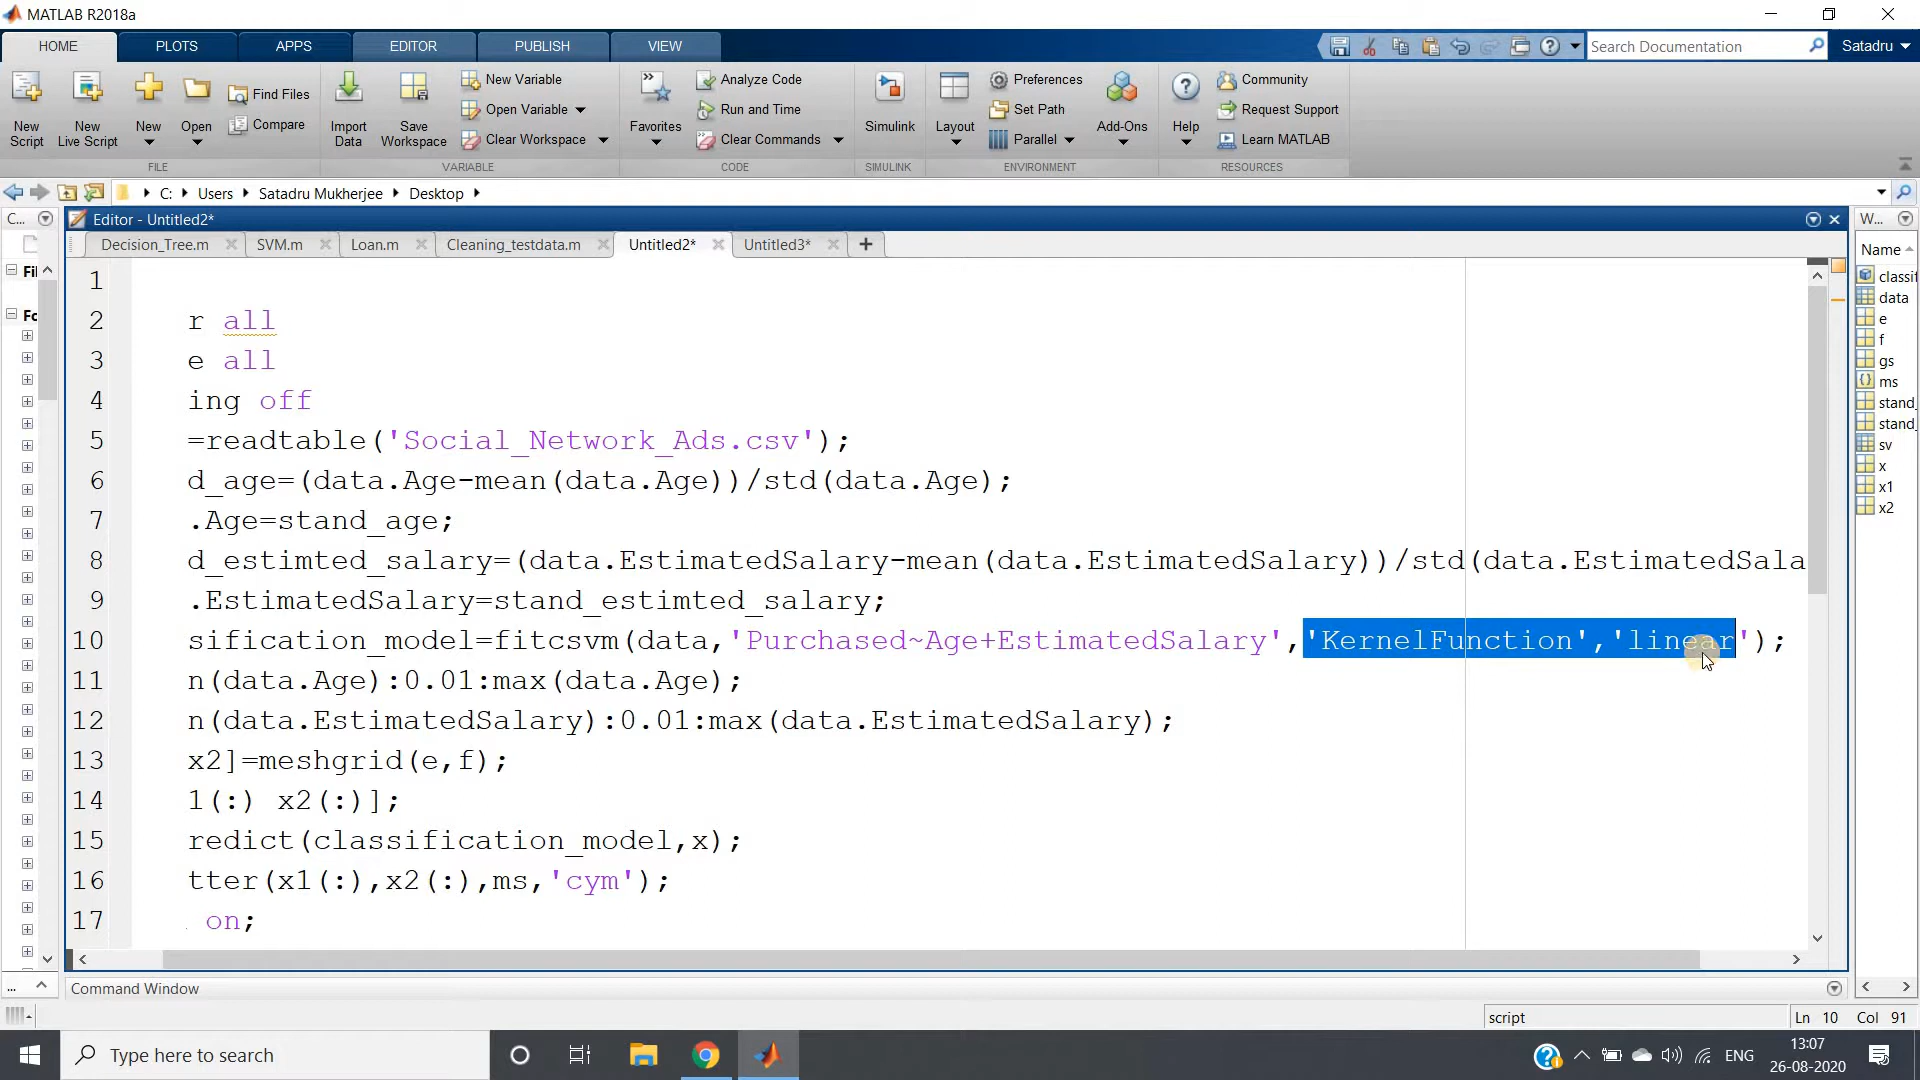 MATLAB R2018a
HOME PLOTS APPS EDITOR PUBLISH VIEW
Search Documentation
Satadru
New Script
New Live Script
New
Open
Find Files
Compare
FILE
Import Data
Save Workspace
New Variable
Open Variable
Clear Workspace
VARIABLE
Favorites
Analyze Code
Run and Time
Clear Commands
CODE
Simulink
SIMULINK
Layout
Preferences
Set Path
Parallel
Add-Ons
ENVIRONMENT
Help
Community
Request Support
Learn MATLAB
RESOURCES
C: Users Satadru Mukherjee Desktop
C...
Editor - Untitled2*
W...
Decision_Tree.m SVM.m Loan.m Cleaning_testdata.m Untitled2* Untitled3*
Name
Fil
Fc
1
2 r all
3 e all
4 ing off
5 =readtable('Social_Network_Ads.csv');
6 d_age=(data.Age-mean(data.Age))/std(data.Age);
7 .Age=stand_age;
8 d_estimted_salary=(data.EstimatedSalary-mean(data.EstimatedSalary))/std(data.EstimatedSala
9 .EstimatedSalary=stand_estimted_salary;
10 sification_model=fitcsvm(data,'Purchased~Age+EstimatedSalary','KernelFunction','linear');
11 n(data.Age):0.01:max(data.Age);
12 n(data.EstimatedSalary):0.01:max(data.EstimatedSalary);
13 x2]=meshgrid(e,f);
14 1(:) x2(:)];
15 redict(classification_model,x);
16 tter(x1(:),x2(:),ms,'cym');
17 on;
classif
data
e
f
gs
ms
stand_
stand_
sv
x
x1
x2
...
Command Window
script
Ln 10 Col 91
Type here to search
ENG
13:07
26-08-2020